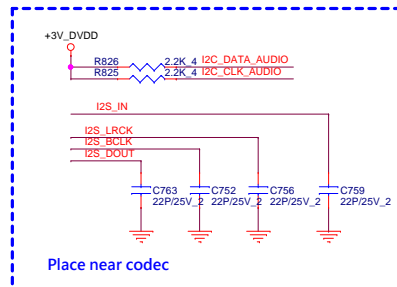 +3V_DVDD
R826 2.2K_4 I2C_DATA_AUDIO
R825 2.2K_4 I2C_CLK_AUDIO
I2S_IN
I2S_LRCK
I2S_BCLK
I2S_DOUT
C763 C752 C756 C759
22P/25V_2 22P/25V_2 22P/25V_2 22P/25V_2
Place near codec